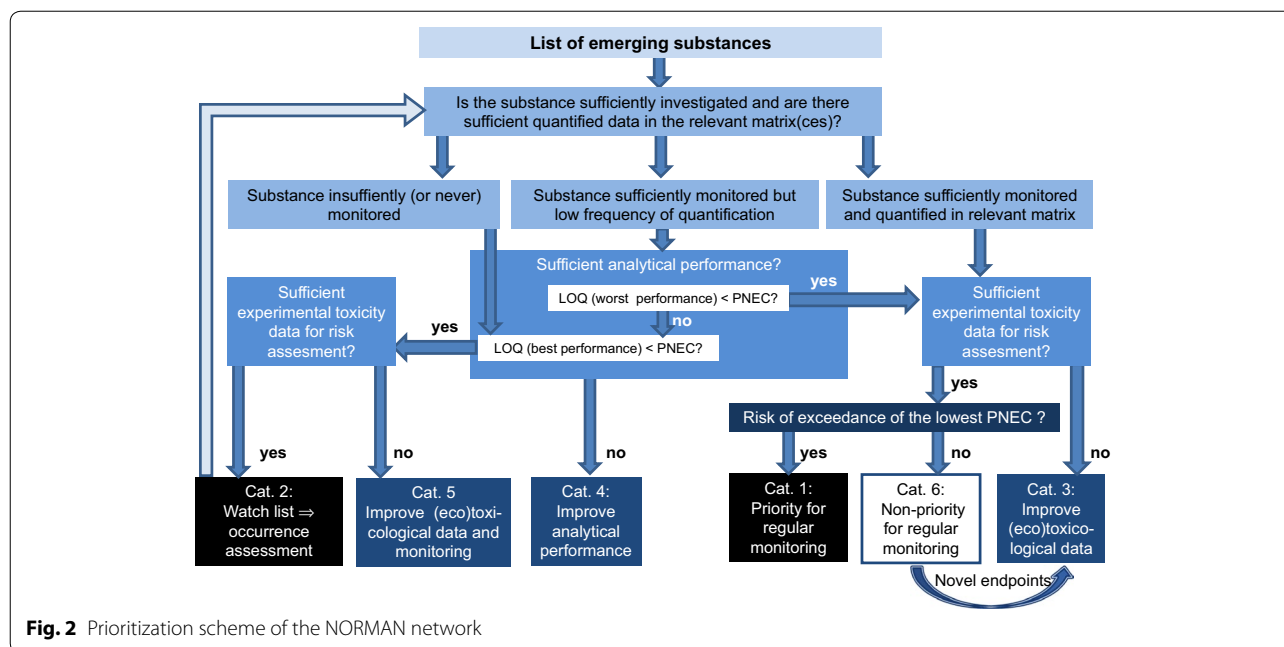 List of emerging substances
Is the substance sufficiently investigated and are there
sufficient quantified data in the relevant matrix(ces)?
Substance insuffiently (or never)
monitored
Substance sufficiently monitored but
low frequency of quantification
Substance sufficiently monitored
and quantified in relevant matrix
Sufficient analytical performance?
LOQ (worst performance) < PNEC?
yes
no
LOQ (best performance) < PNEC?
yes
Sufficient
experimental toxicity
data for risk
assesment?
Sufficient
experimental toxicity
data for risk
assesment?
yes
Risk of exceedance of the lowest PNEC ?
yes
no
no
yes
no
no
Cat. 2:
Watch list ⇒
occurrence
assessment
Cat. 5
Improve (eco)toxi-
cological data and
monitoring
Cat. 4:
Improve
analytical
performance
Cat. 1:
Priority for
regular
monitoring
Cat. 6:
Non-priority
for regular
monitoring
Cat. 3:
Improve
(eco)toxico-
logical data
Novel endpoints
Fig. 2 Prioritization scheme of the NORMAN network